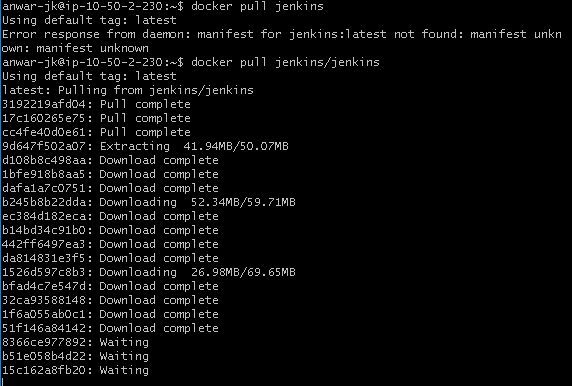 anwar-jk@ip-10-50-2-230:~$ docker pull jenkins
Using default tag: latest
Error response from daemon: manifest for jenkins:latest not found: manifest unkn
own: manifest unknown
anwar-jk@ip-10-50-2-230:~$ docker pull jenkins/jenkins
Using default tag: latest
latest: Pulling from jenkins/jenkins
3192219afd04: Pull complete
17c160265e75: Pull complete
cc4fe40d0e61: Pull complete
9d647f502a07: Extracting  41.94MB/50.07MB
d108b8c498aa: Download complete
1bfe918b8aa5: Download complete
dafa1a7c0751: Download complete
b245b8b22dda: Downloading  52.34MB/59.71MB
ec384d182eca: Download complete
b14bd34c91b0: Download complete
442ff6497ea3: Download complete
da814831e3f5: Download complete
1526d597c8b3: Downloading  26.98MB/69.65MB
bfad4c7e547d: Download complete
32ca93588148: Download complete
1f6a055ab0c1: Download complete
51f146a84142: Download complete
8366ce977892: Waiting
b51e058b4d22: Waiting
15c162a8fb20: Waiting